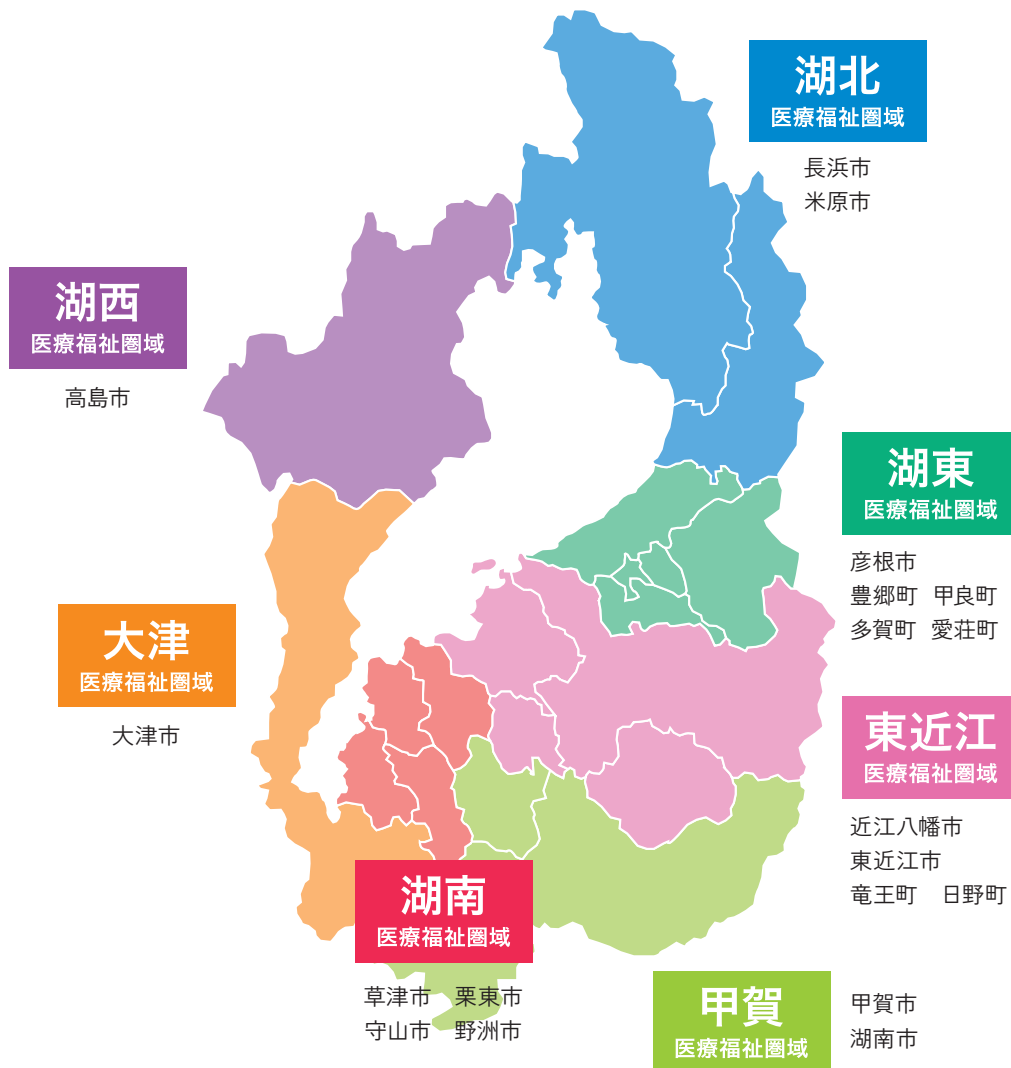 湖北
医療福祉圏域
長浜市
米原市
湖西
医療福祉圏域
高島市
湖東
医療福祉圏域
彦根市
豊郷町 甲良町
多賀町 愛荘町
大津
医療福祉圏域
大津市
東近江
医療福祉圏域
近江八幡市
東近江市
竜王町 日野町
湖南
医療福祉圏域
草津市 栗東市
守山市 野洲市
甲賀
医療福祉圏域
甲賀市
湖南市